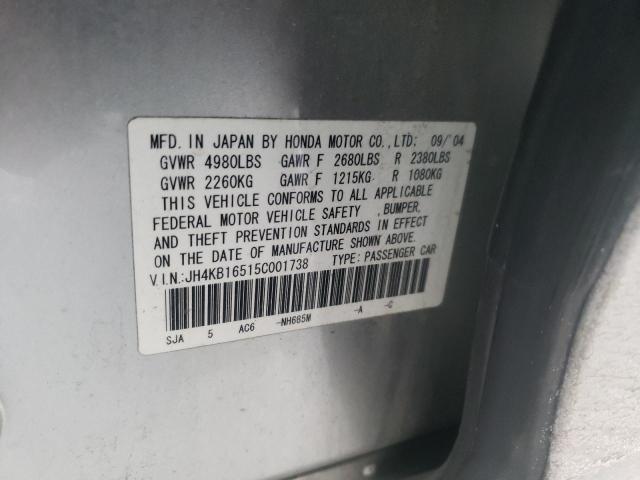 MFD. IN JAPAN BY HONDA MOTOR CO.,LTD: 09/'04
GVWR 4980LBS GAWR F 2680LBS R 2380LBS
GVWR 2260KG GAWR F 1215KG R 1080KG
THIS VEHICLE CONFORMS TO ALL APPLICABLE
FEDERAL MOTOR VEHICLE SAFETY ,BUMPER,
AND THEFT PREVENTION STANDARDS IN EFFECT
ON THE DATE OF MANUFACTURE SHOWN ABOVE.
V.I.N.:JH4KB16515C001738 TYPE: PASSENGER CAR
SJA 5 AC6 -NH685M -A -G